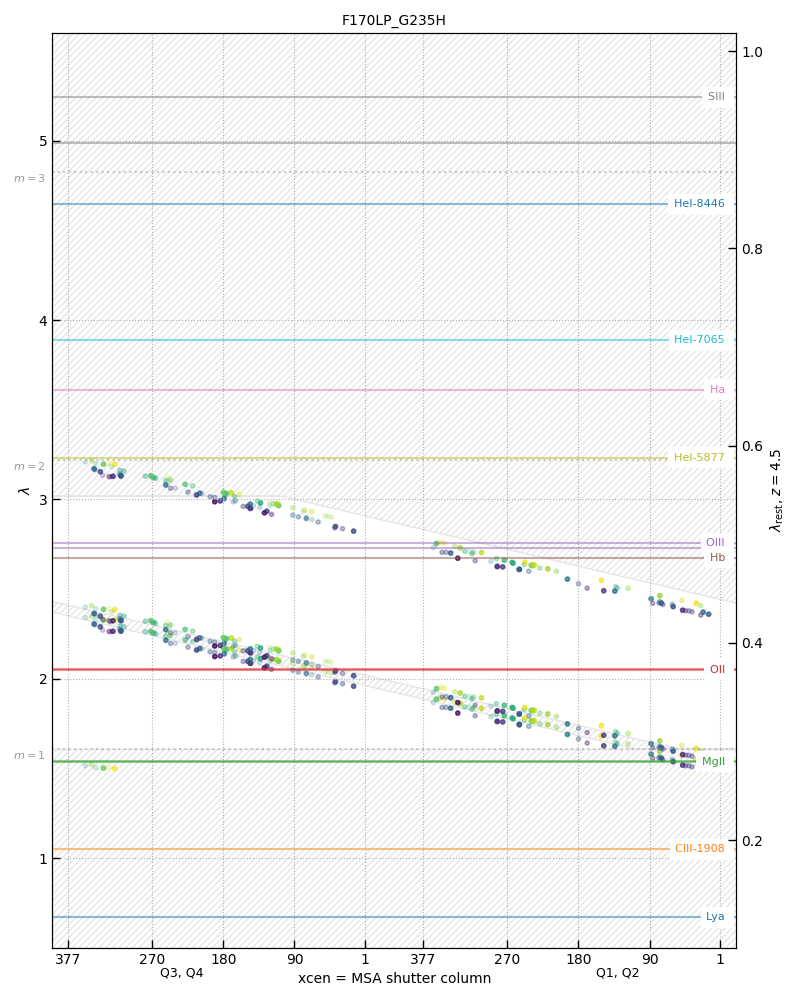 F170LP_G235H
1.0
SIII
5
m = 3
HeI-8446
0.8
4
HeI-7065
Ha
HeI-5877
0.6
m = 2
λ
3
λrest, z = 4.5
OIII
Hb
0.4
2
OII
m = 1
MgII
CIII-1908
0.2
1
Lya
377 270 180 90 1 377 270 180 90 1
Q3, Q4 Q1, Q2
xcen = MSA shutter column